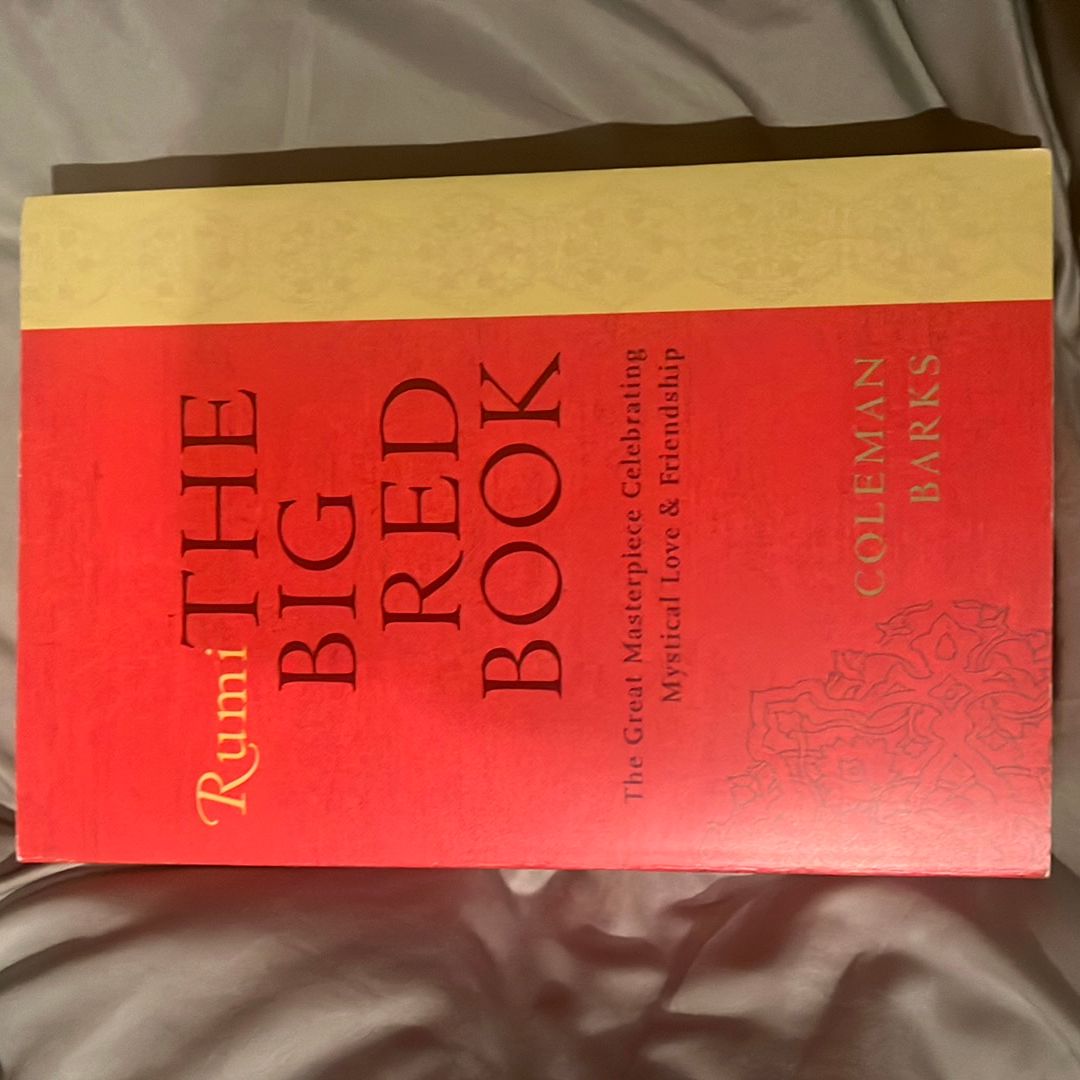 Rumi THE
BIG
RED
BOOK
The Great Masterpiece Celebrating
Mystical Love & Friendship
COLEMAN
BARKS